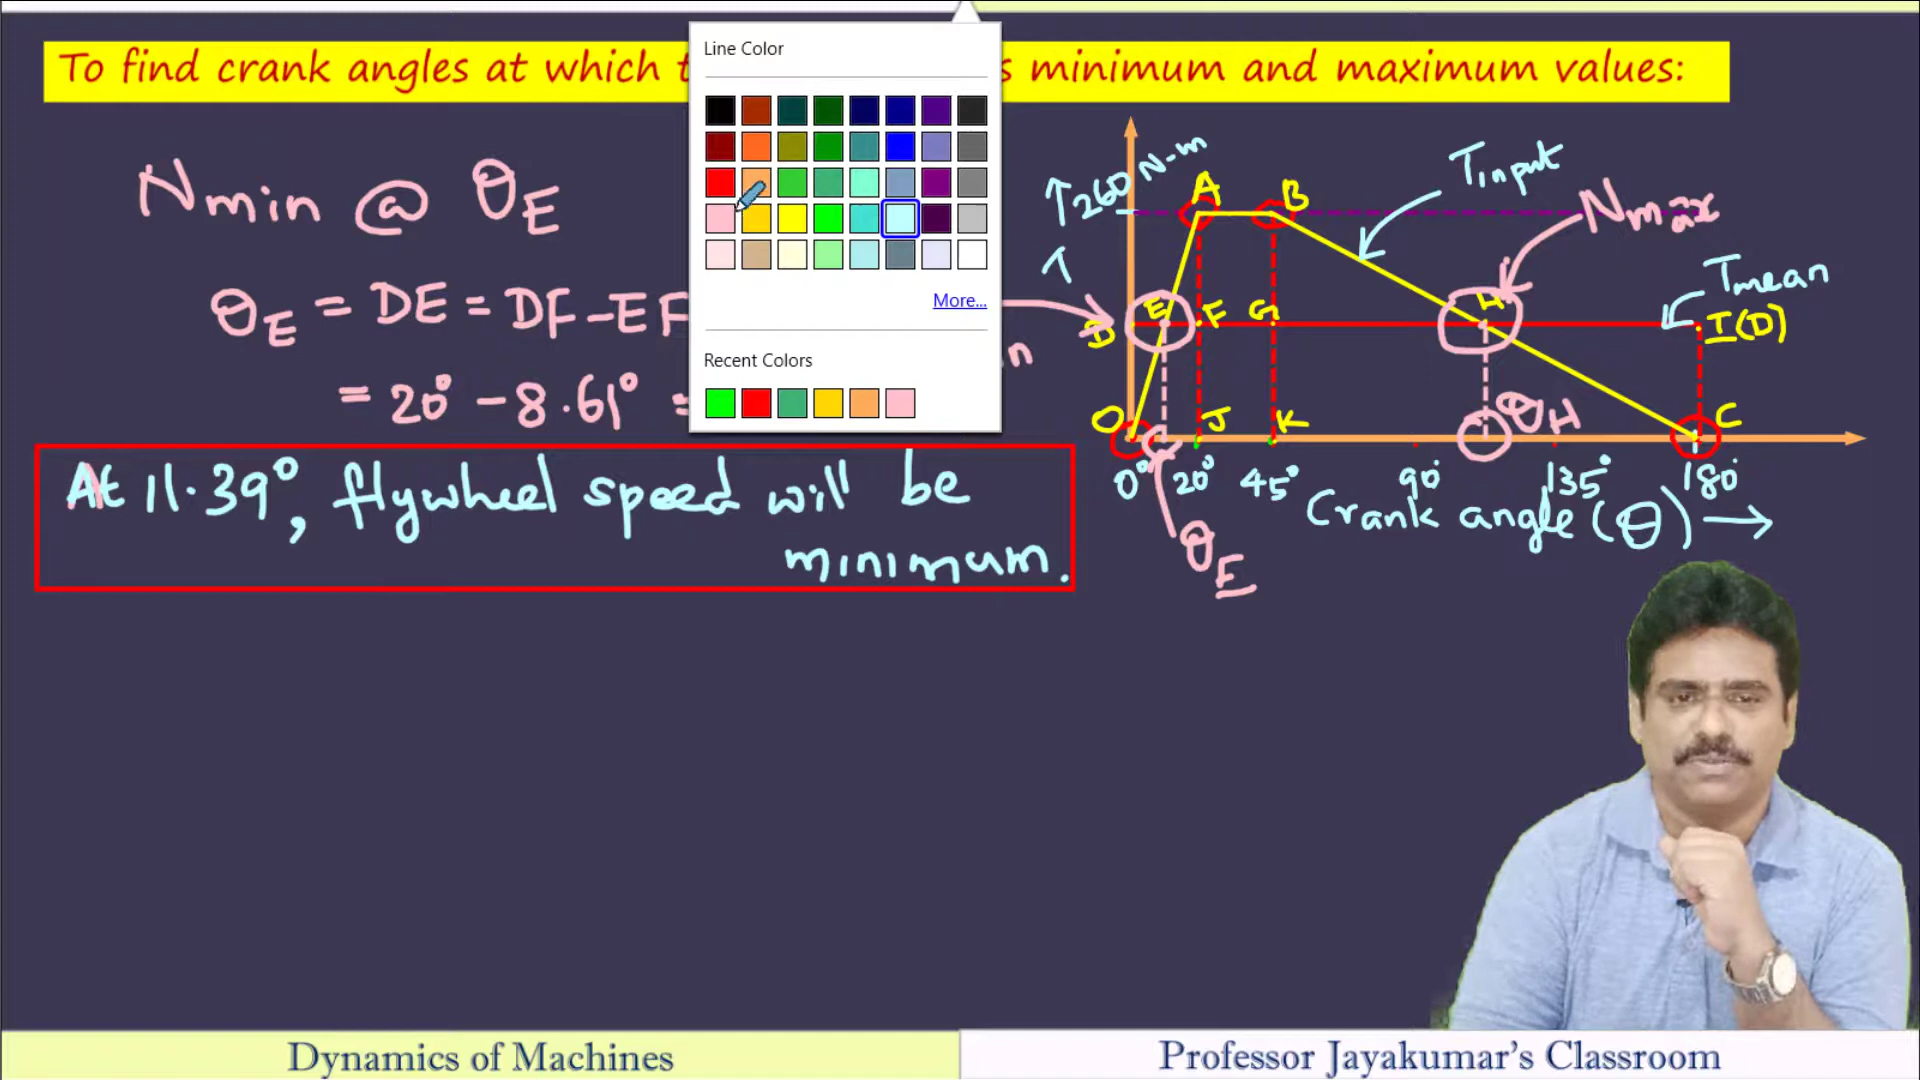 To find crank angles at which t
s minimum and maximum values:
Line Color
More...
Recent Colors
Nmin @ θE
θE = DE = DF - EF
n
= 20° - 8.61° =
At 11.39°, flywheel speed will be
minimum.
↑260 N-m
A
B
Tinput
Nmax
Tmean
D
E
F
G
H
I(D)
O
J
K
θH
C
0°
20°
45°
90°
135°
180°
Crank angle (θ) →
θE
Dynamics of Machines
Professor Jayakumar's Classroom